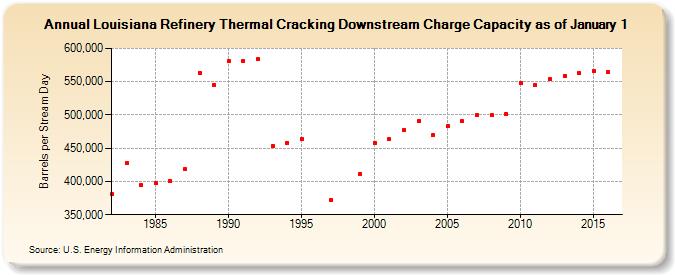 Annual Louisiana Refinery Thermal Cracking Downstream Charge Capacity as of January 1
Barrels per Stream Day
600,000
550,000
500,000
450,000
400,000
350,000
1985 1990 1995 2000 2005 2010 2015
Source: U.S. Energy Information Administration